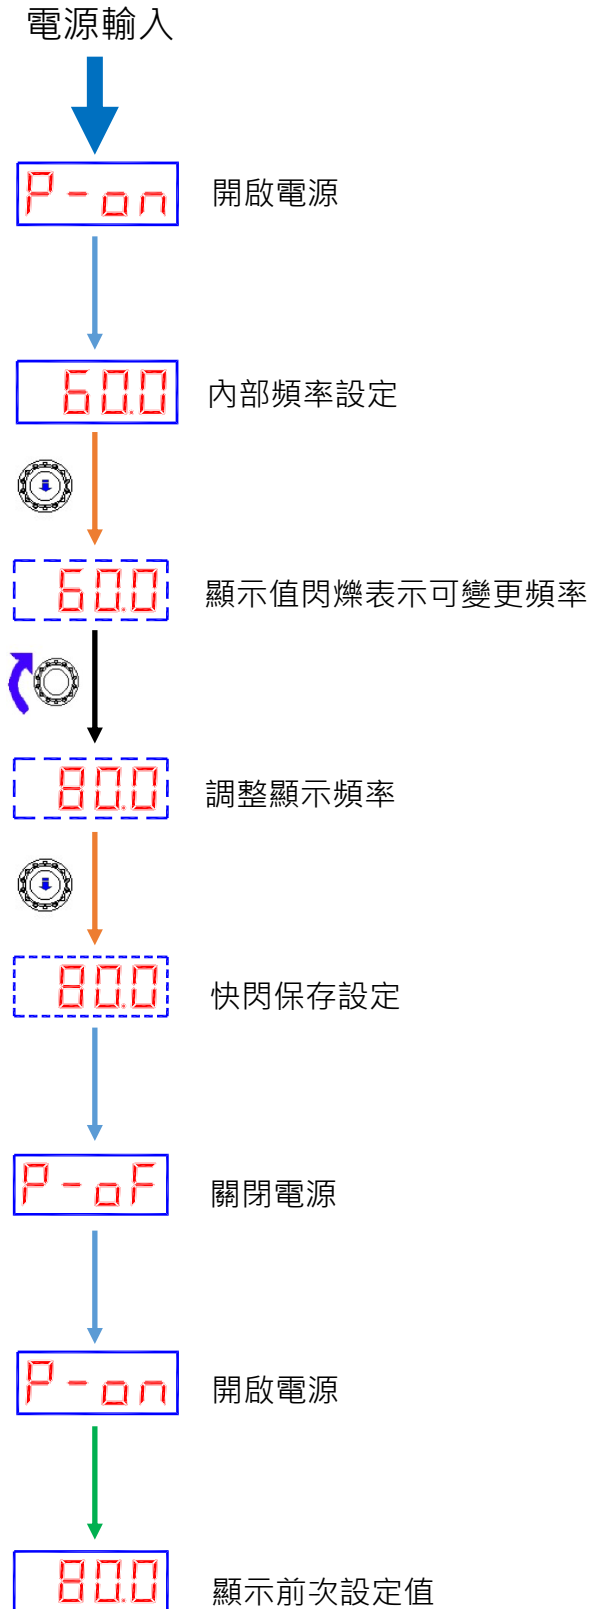 電源輸入
P-on
開啟電源
60.0
內部頻率設定
60.0
顯示值閃爍表示可變更頻率
80.0
調整顯示頻率
80.0
快閃保存設定
P-oF
關閉電源
P-on
開啟電源
80.0
顯示前次設定值